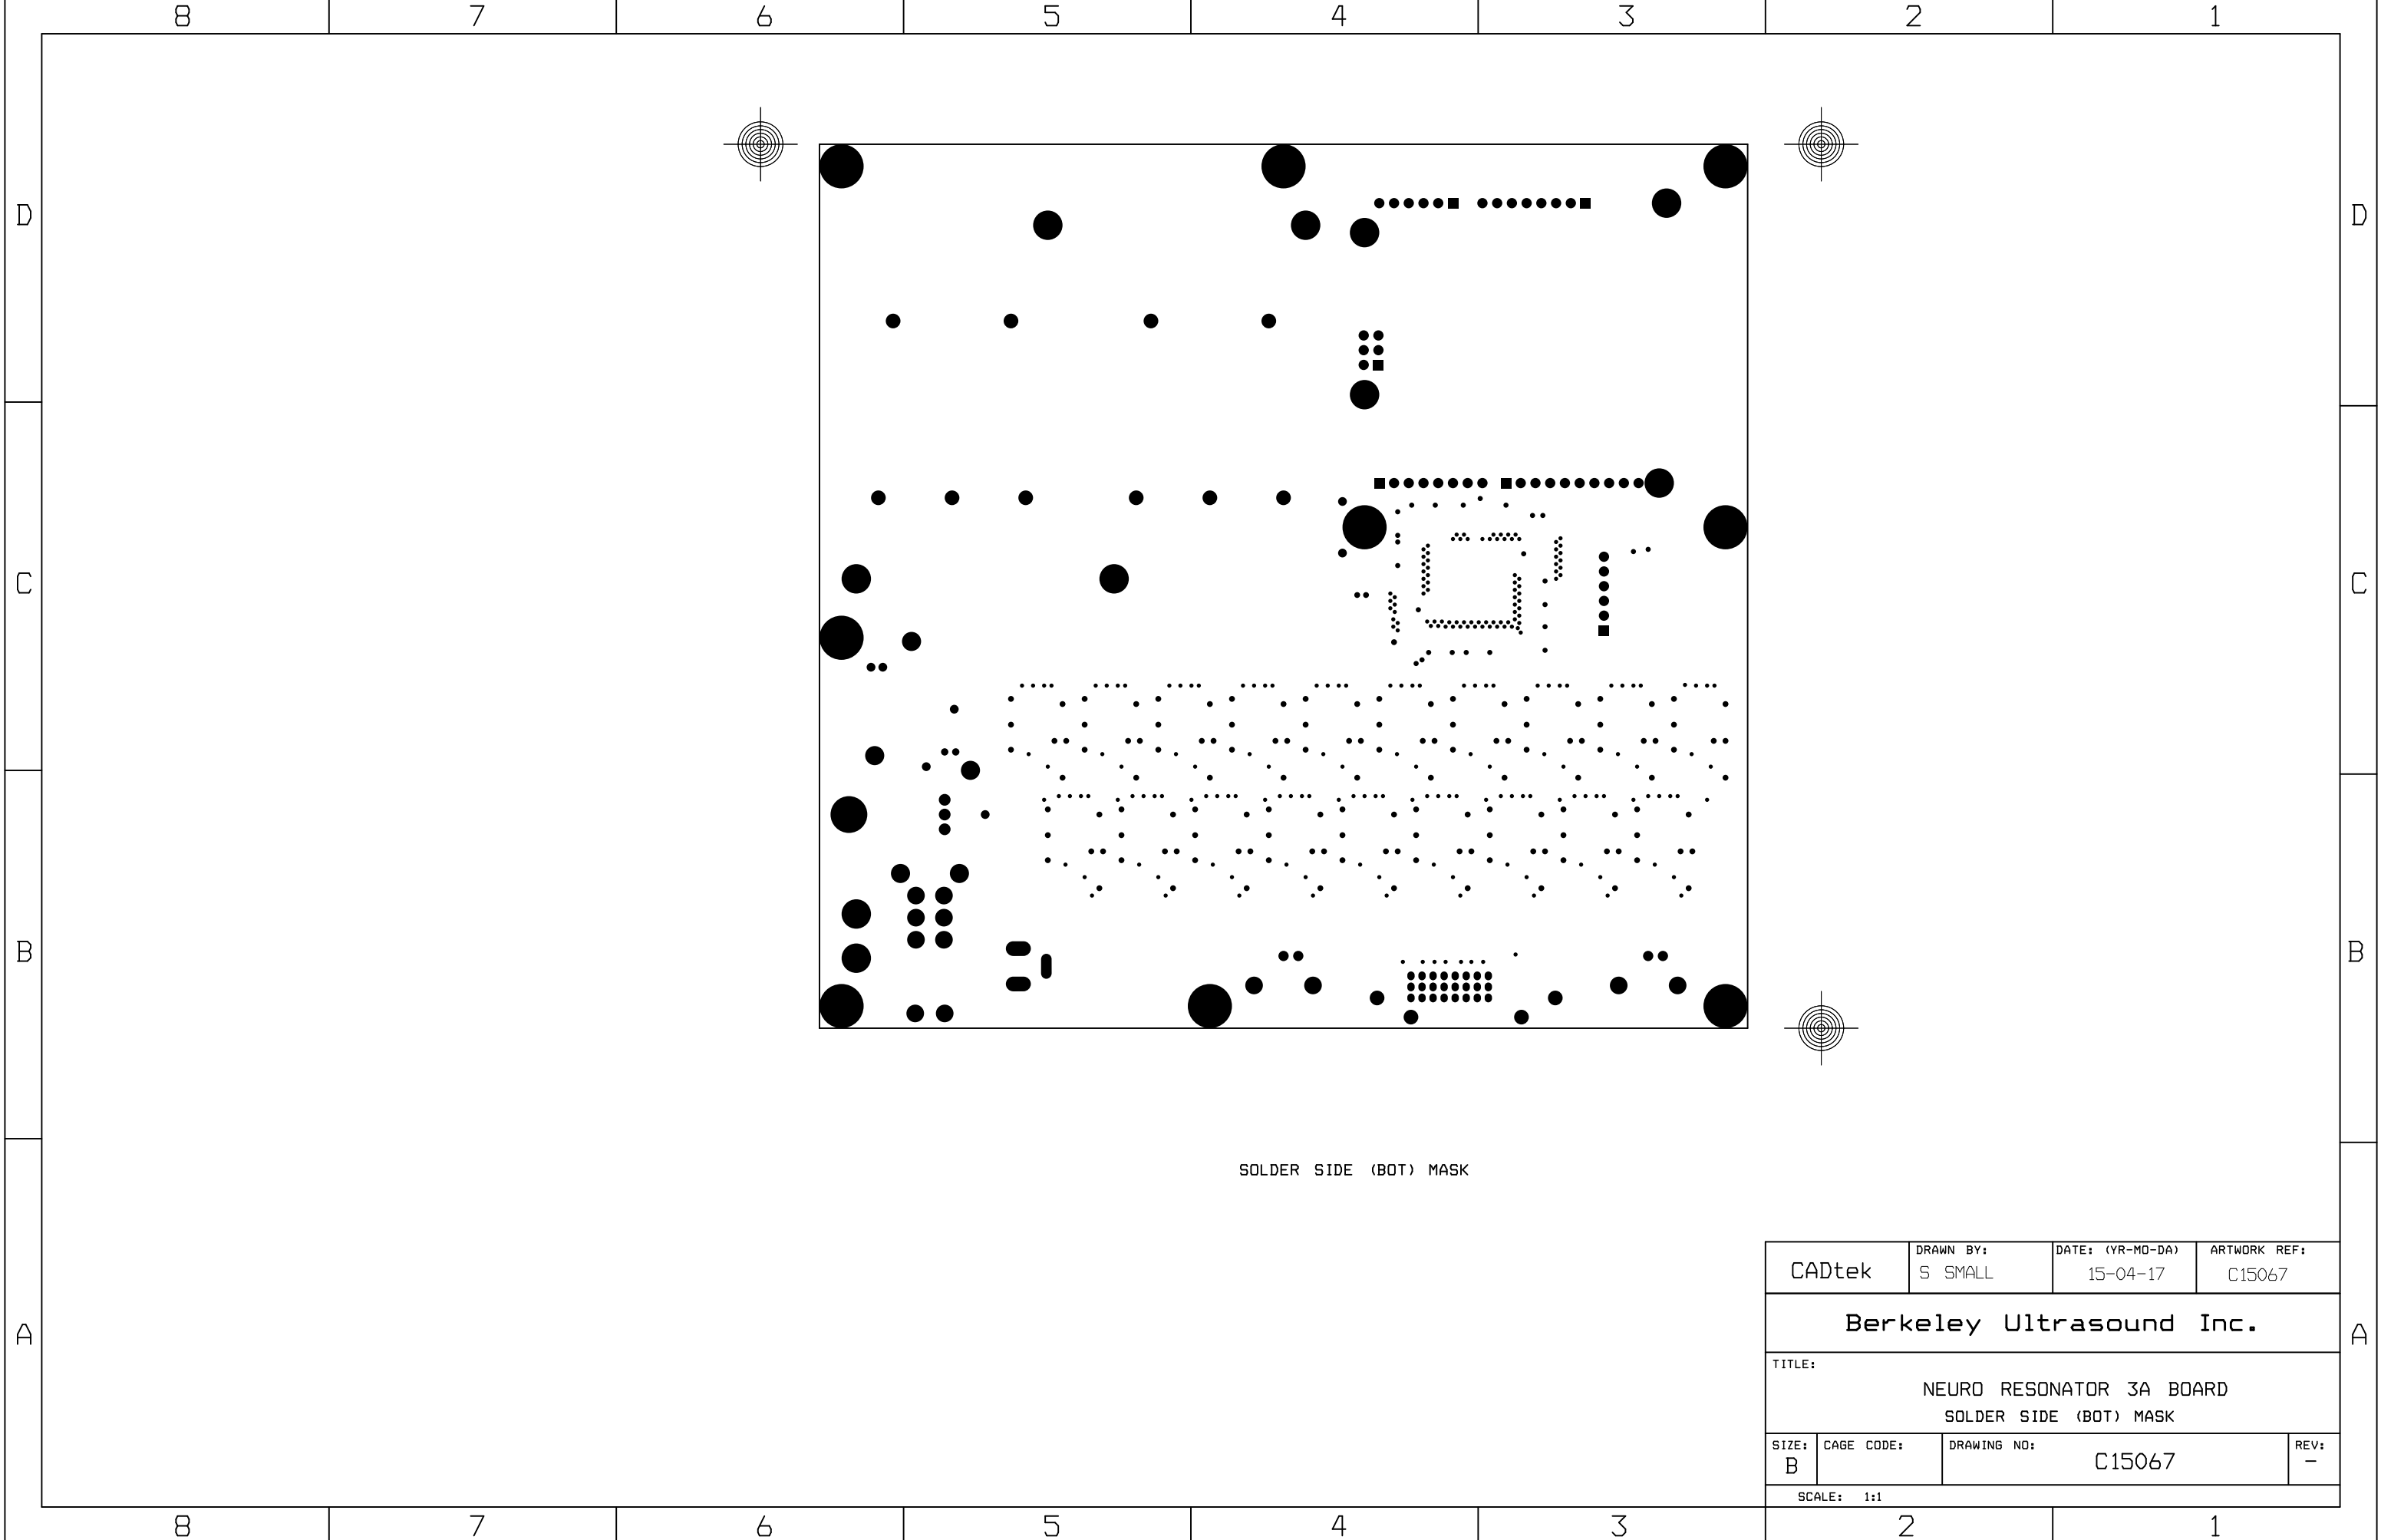 8 7 6 5 4 3 2 1
D D
C C
B B
SOLDER SIDE (BOT) MASK
CADtek
DRAWN BY:
S SMALL
DATE: (YR-MO-DA)
15-04-17
ARTWORK REF:
C15067
Berkeley Ultrasound Inc.
A A
TITLE:
NEURO RESONATOR 3A BOARD
SOLDER SIDE (BOT) MASK
SIZE:
B
CAGE CODE:
DRAWING NO:
C15067
REV:
-
SCALE: 1:1
8 7 6 5 4 3 2 1